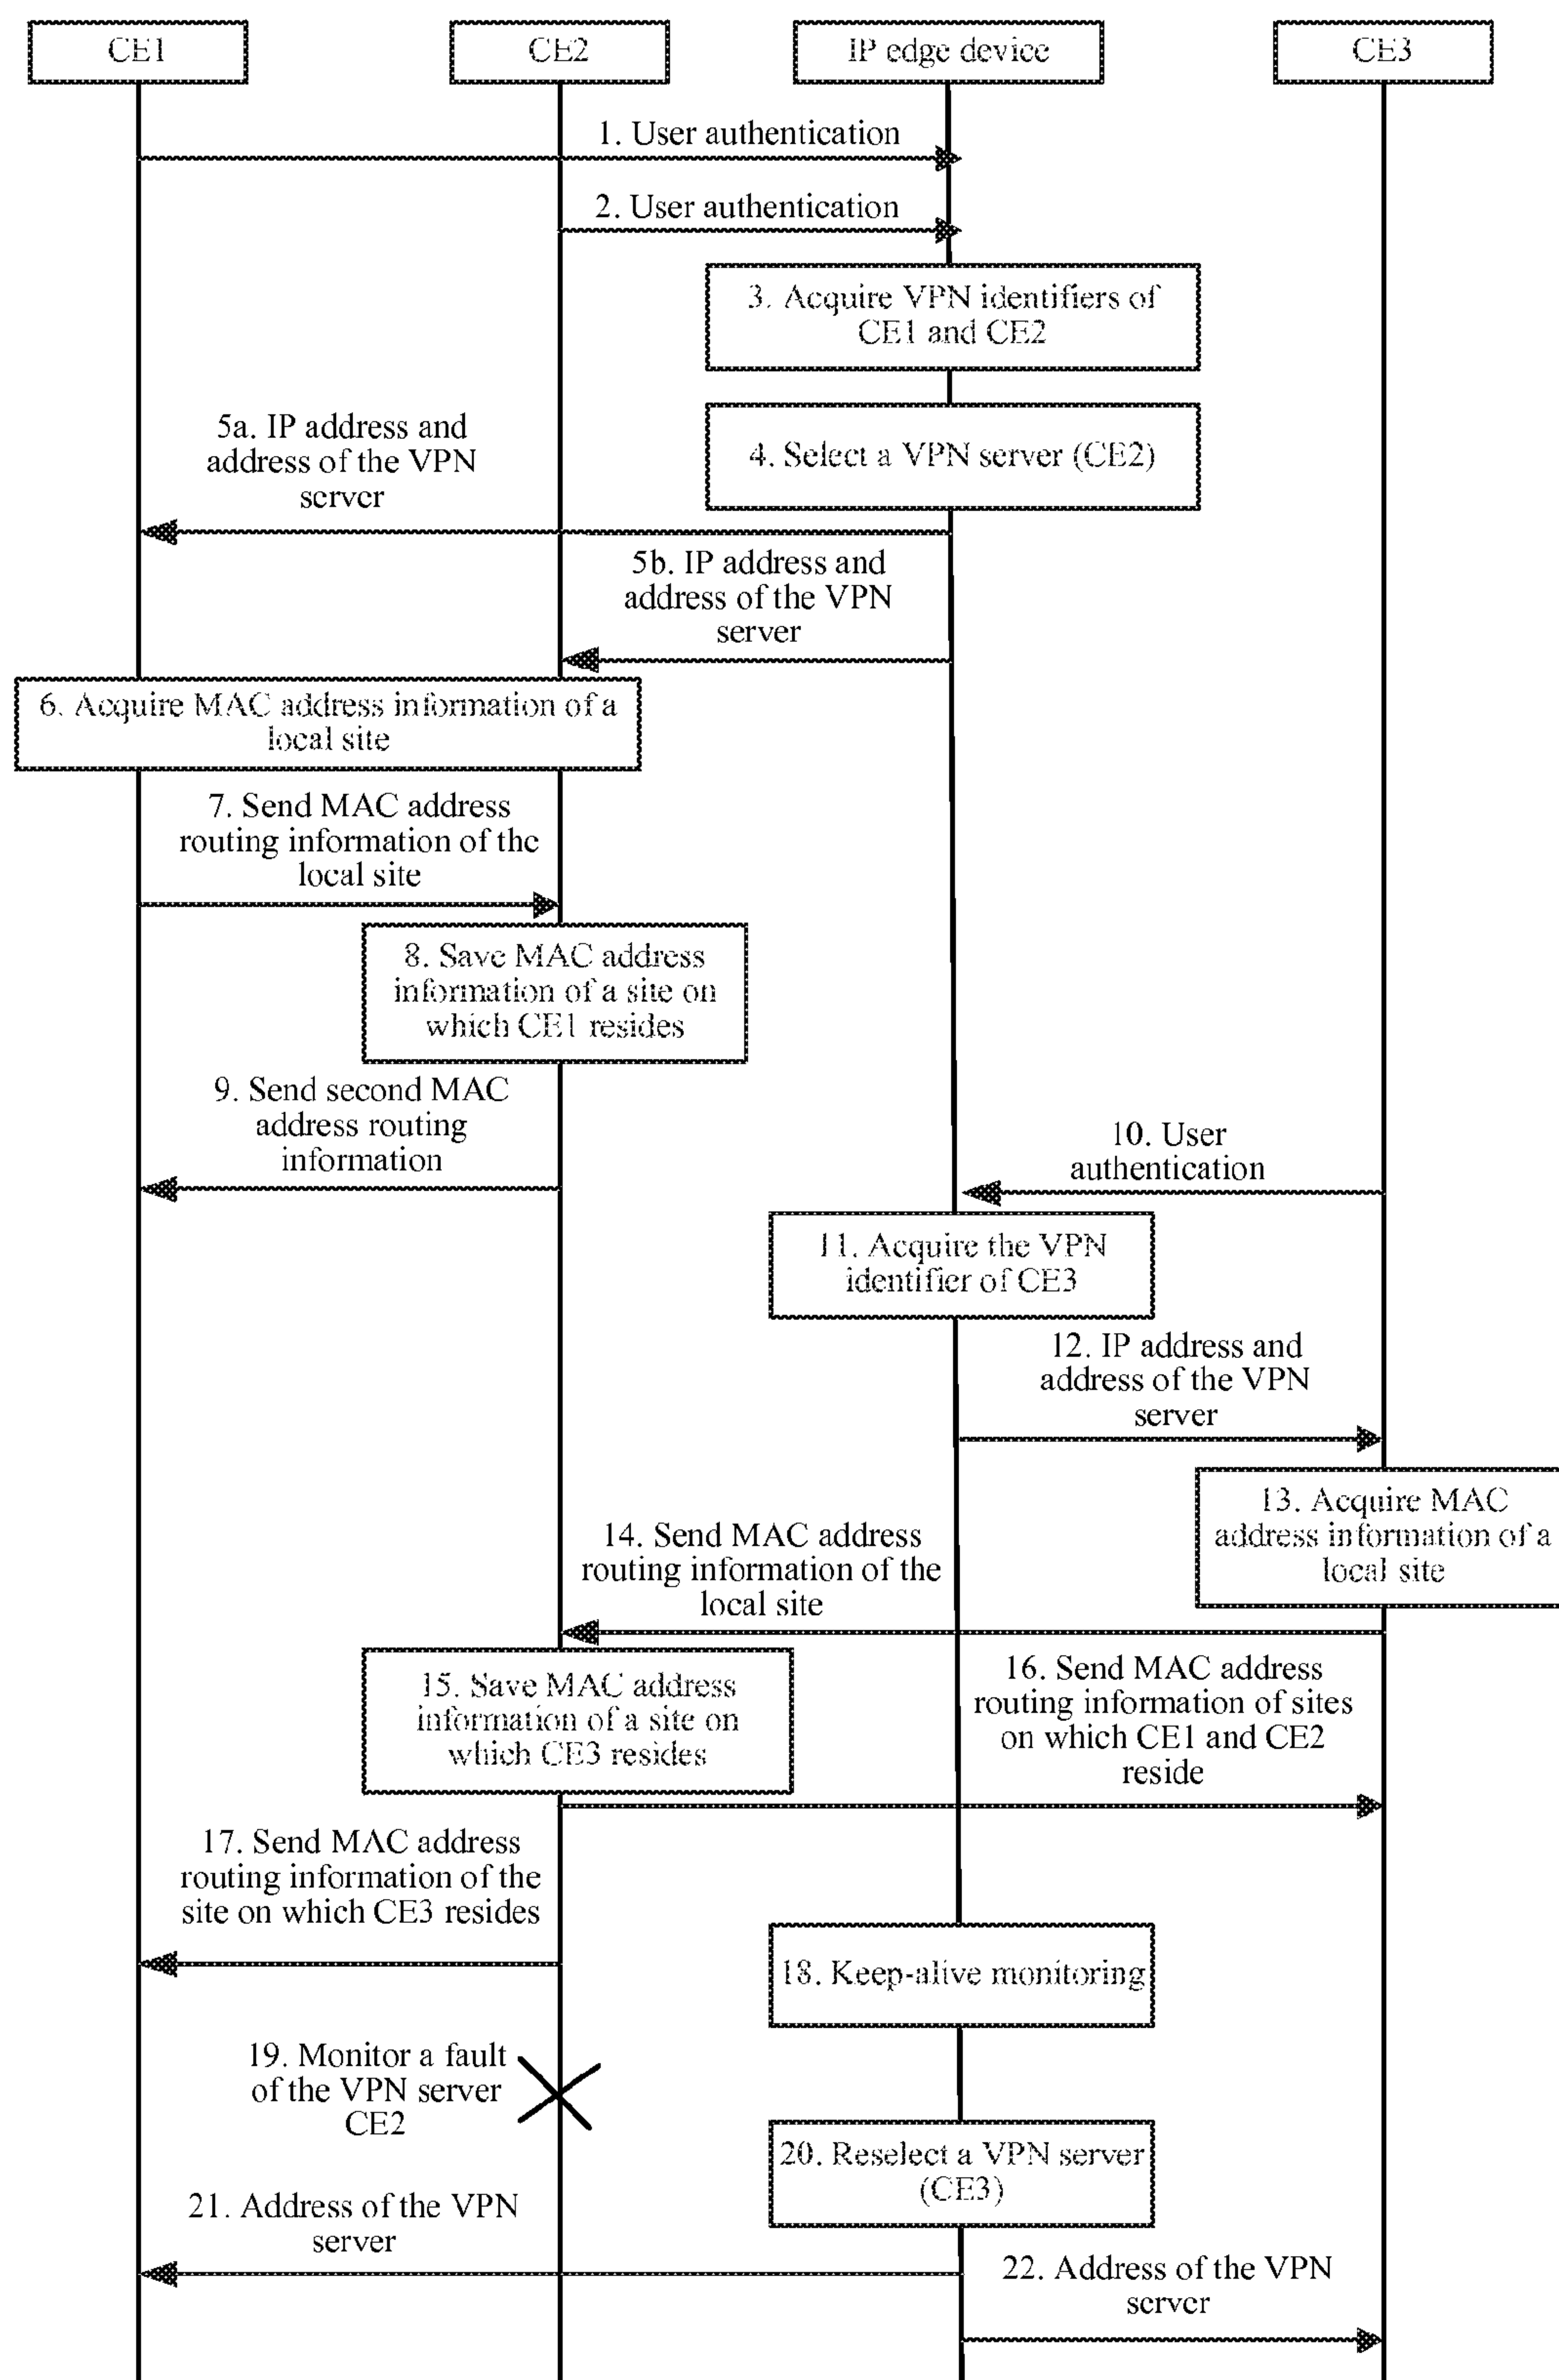 CE1
CE2
IP edge device
CE3
1. User authentication
2. User authentication
3. Acquire VPN identifiers of
CE1 and CE2
4. Select a VPN server (CE2)
5a. IP address and
address of the VPN
server
5b. IP address and
address of the VPN
server
6. Acquire MAC address information of a
local site
7. Send MAC address
routing information of the
local site
8. Save MAC address
information of a site on
which CE1 resides
9. Send second MAC
address routing
information
10. User
authentication
11. Acquire the VPN
identifier of CE3
12. IP address and
address of the VPN
server
13. Acquire MAC
address information of a
local site
14. Send MAC address
routing information of the
local site
15. Save MAC address
information of a site on
which CE3 resides
16. Send MAC address
routing information of sites
on which CE1 and CE2
reside
17. Send MAC address
routing information of the
site on which CE3 resides
18. Keep-alive monitoring
19. Monitor a fault
of the VPN server
CE2
20. Reselect a VPN server
(CE3)
21. Address of the VPN
server
22. Address of the VPN
server